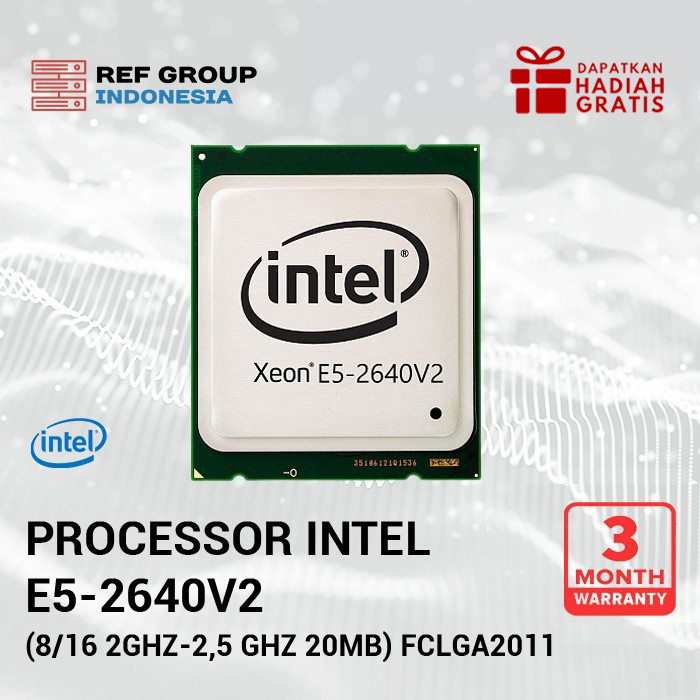 REF GROUP
INDONESIA
DAPATKAN
HADIAH
GRATIS
intel®
Xeon® E5-2640V2
3510612101536
-O
intel
PROCESSOR INTEL
E5-2640V2
(8/16 2GHZ-2,5 GHZ 20MB) FCLGA2011
3
MONTH
WARRANTY